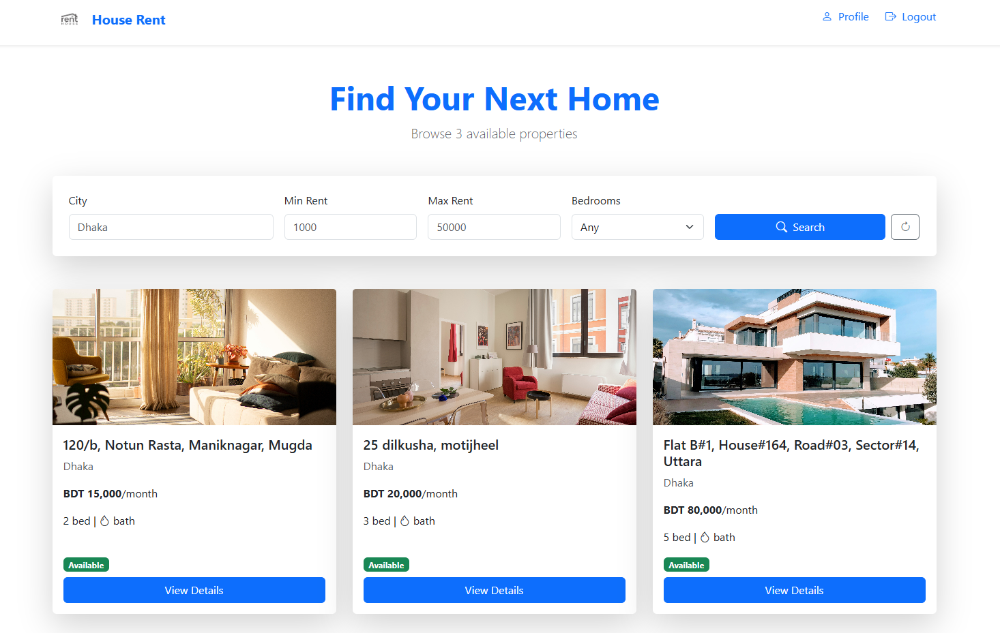 rent
HOUSE
House Rent
Profile
Logout
Find Your Next Home
Browse 3 available properties
City
Min Rent
Max Rent
Bedrooms
Dhaka
1000
50000
Any
Search
120/b, Notun Rasta, Maniknagar, Mugda
Dhaka
BDT 15,000/month
2 bed | bath
Available
View Details
25 dilkusha, motijheel
Dhaka
BDT 20,000/month
3 bed | bath
Available
View Details
Flat B#1, House#164, Road#03, Sector#14,
Uttara
Dhaka
BDT 80,000/month
5 bed | bath
Available
View Details